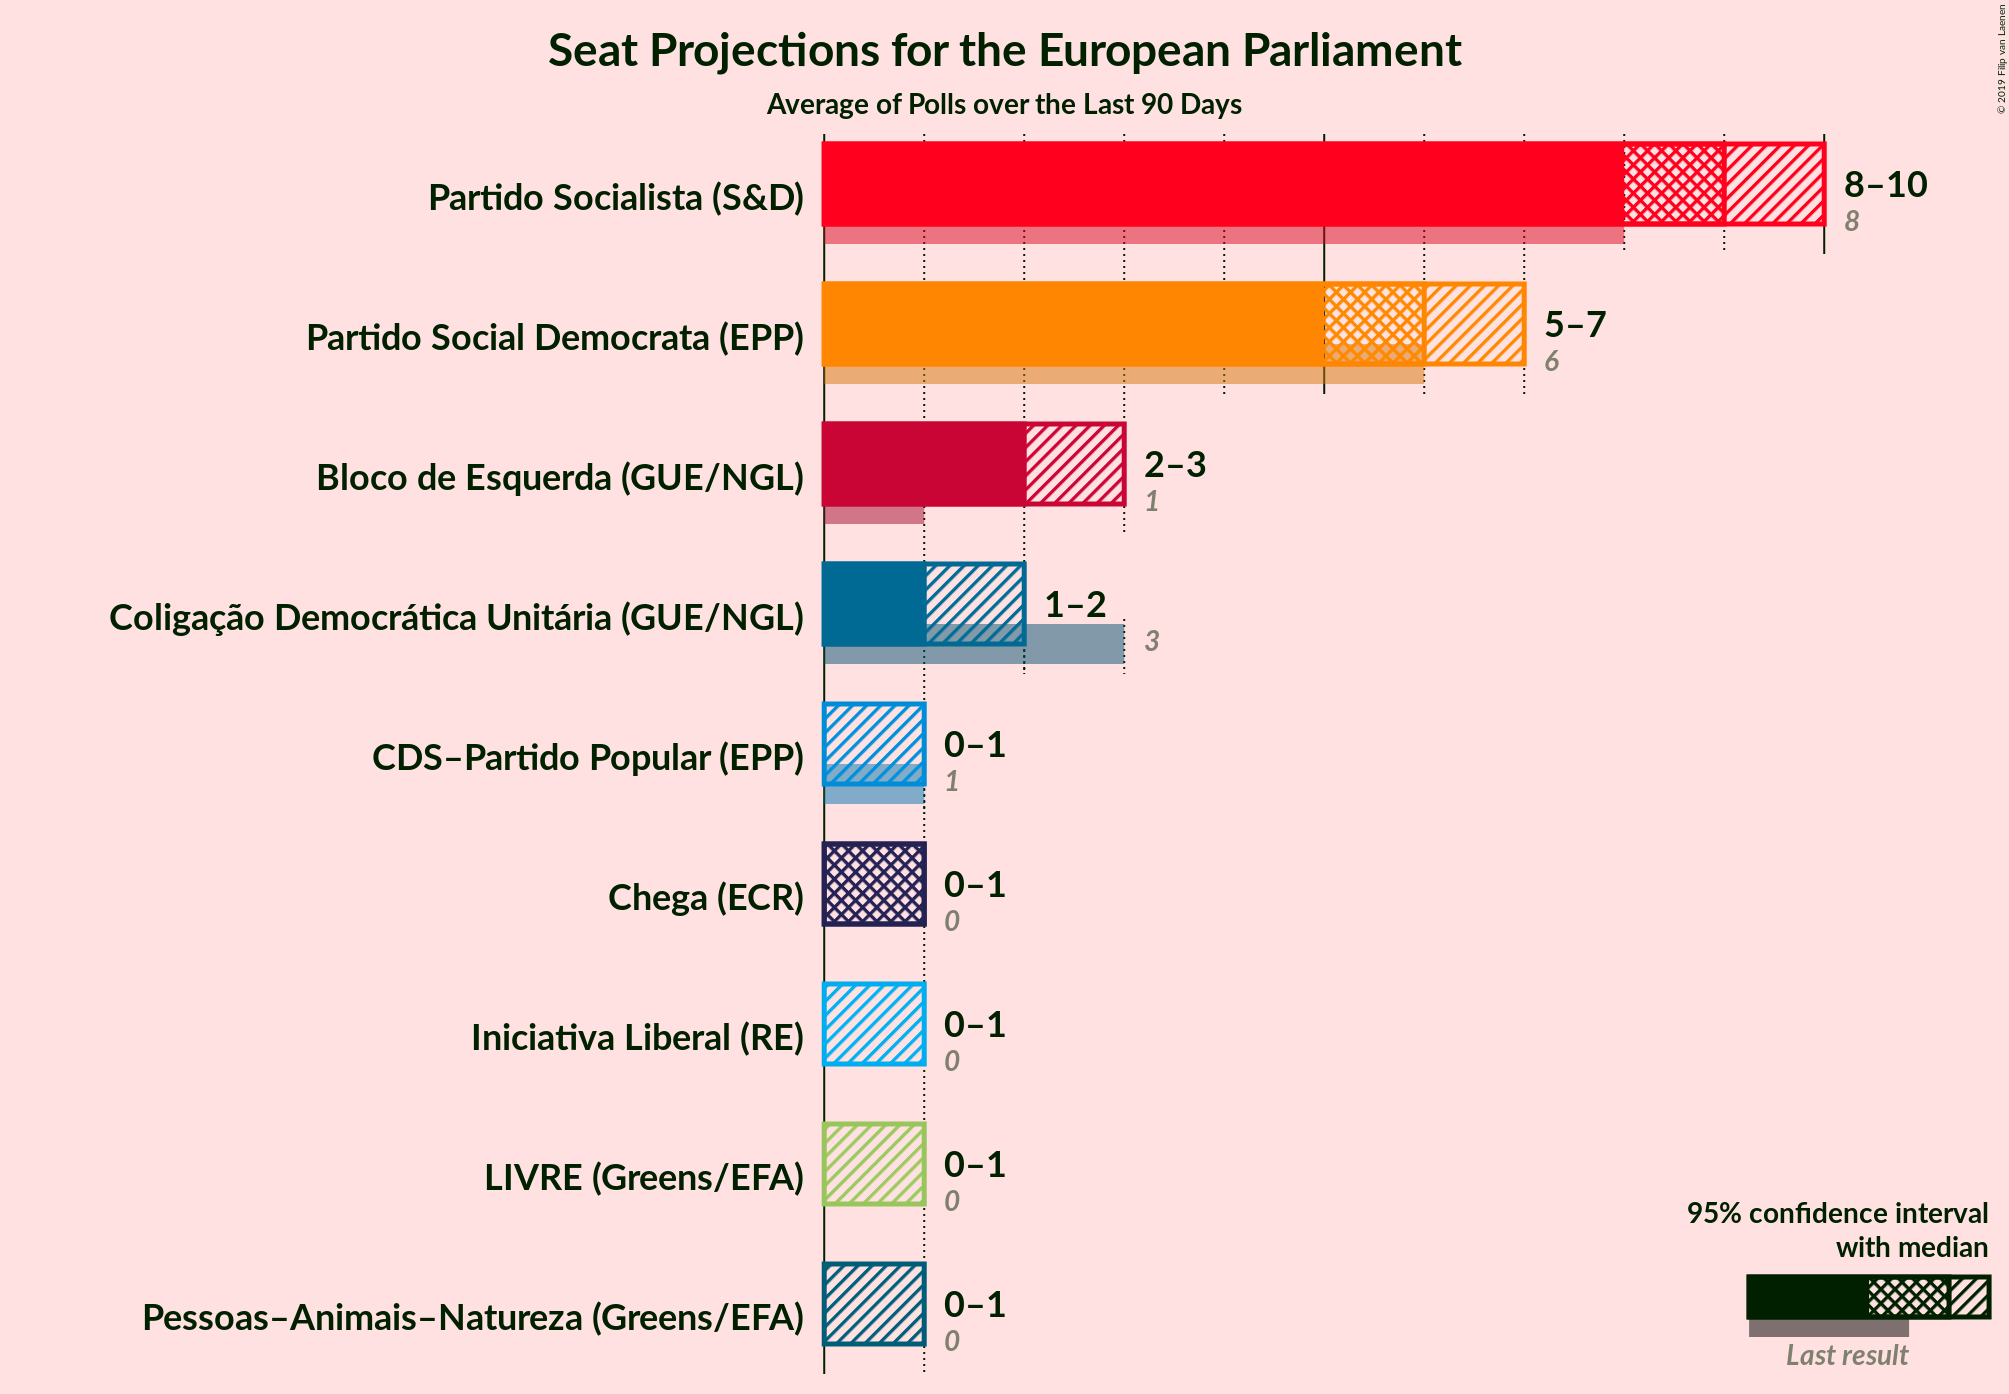 Seat Projections for the European Parliament
Average of Polls over the Last 90 Days
© 2019 Filip van Laenen
Partido Socialista (S&D)
8–10
8
Partido Social Democrata (EPP)
5–7
6
Bloco de Esquerda (GUE/NGL)
2–3
1
Coligação Democrática Unitária (GUE/NGL)
1–2
3
CDS–Partido Popular (EPP)
0–1
1
Chega (ECR)
0–1
0
Iniciativa Liberal (RE)
0–1
0
LIVRE (Greens/EFA)
0–1
0
Pessoas–Animais–Natureza (Greens/EFA)
0–1
0
95% confidence interval
with median
Last result